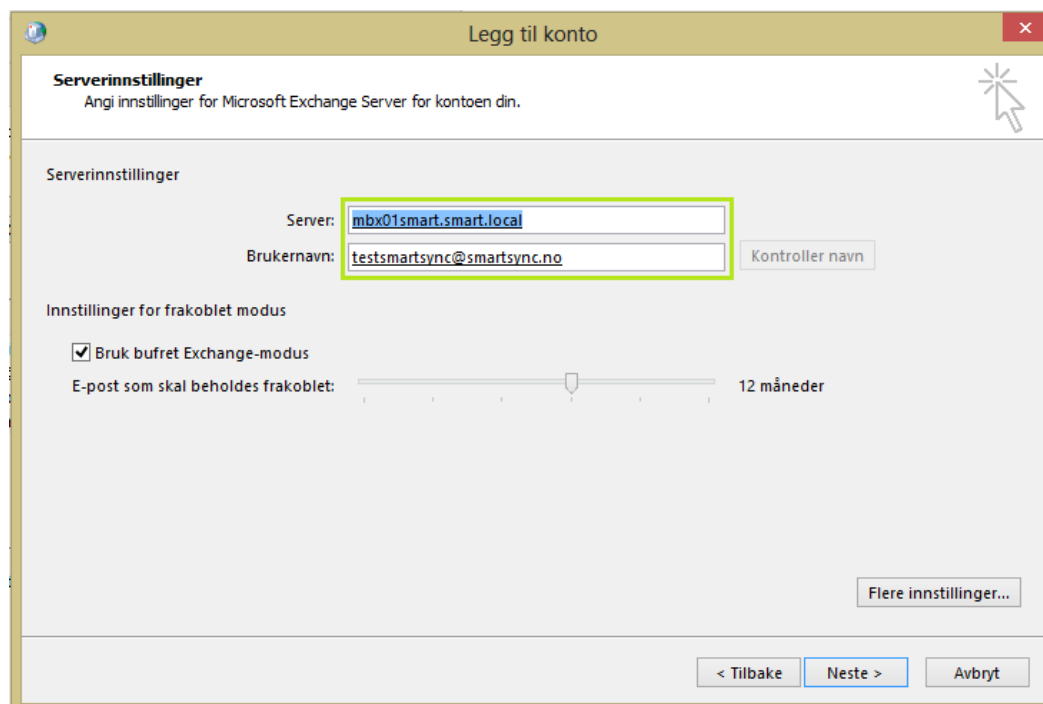 Legg til konto
Serverinnstillinger
Angi innstillinger for Microsoft Exchange Server for kontoen din.
Serverinnstillinger
Server: mbx01smart.smart.local
Brukernavn: testsmartsync@smartsync.no Kontroller navn
Innstillinger for frakoblet modus
Bruk bufret Exchange-modus
E-post som skal beholdes frakoblet: 12 måneder
Flere innstillinger...
< Tilbake Neste > Avbryt